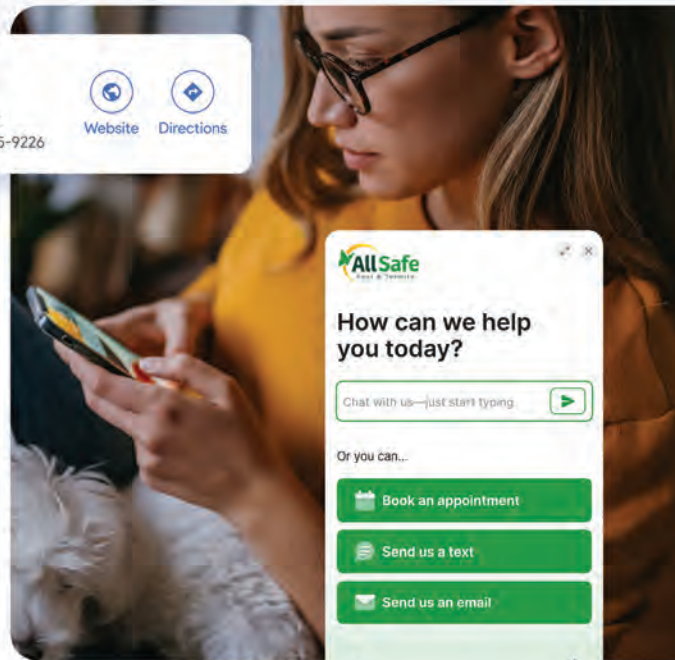 5-9226
Website
Directions
AllSafe
Pest & Termite
How can we help
you today?
Chat with us—just start typing
Or you can...
Book an appointment
Send us a text
Send us an email